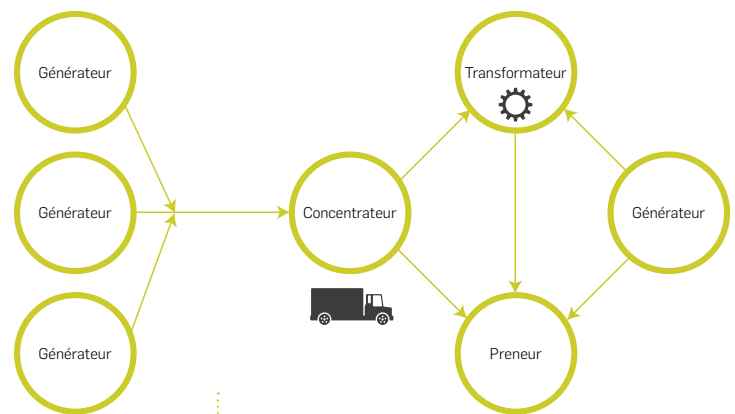 Générateur
Transformateur
Générateur
Concentrateur
Générateur
Générateur
Preneur